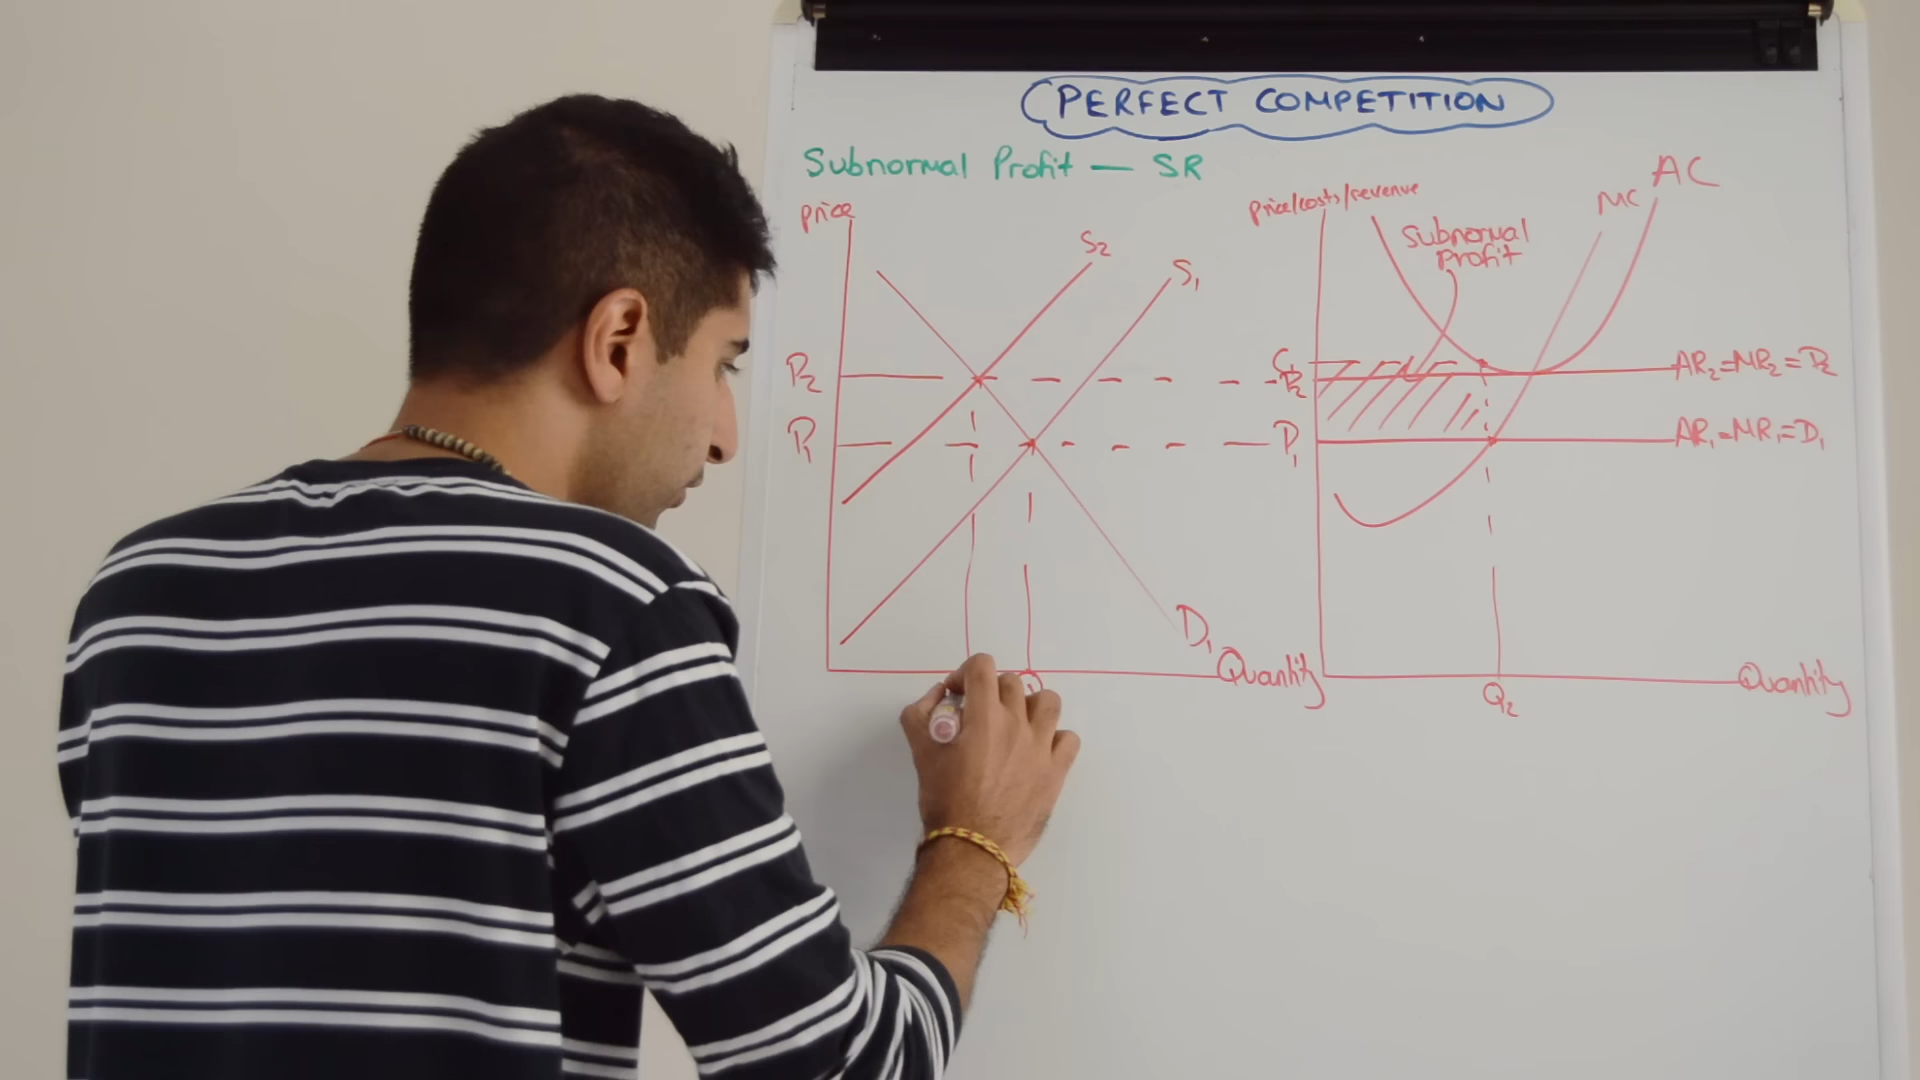 PERFECT COMPETITION
Subnormal Profit — SR
price
S2
S1
P2
P1
D1
Quantity
price/costs/revenue
Subnormal
Profit
MC
AC
C1
P2
P1
AR2=MR2=D2
AR1=MR1=D1
Q2
Quantity